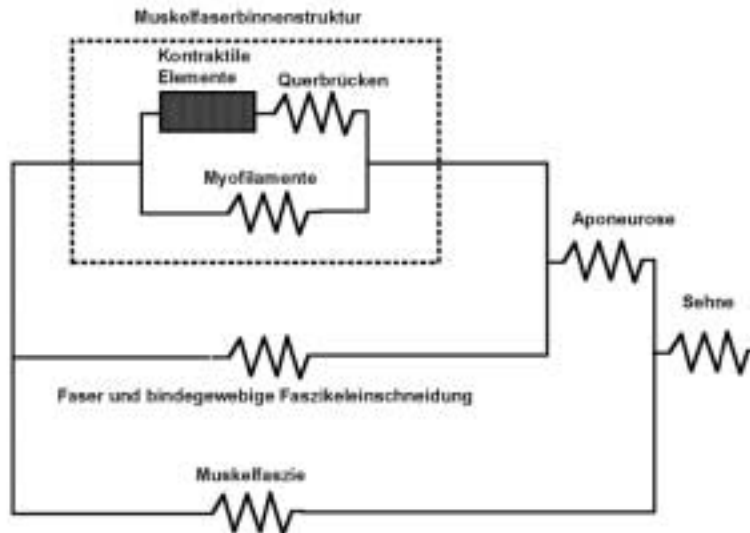 Muskelfaserbinnenstruktur
Kontraktile
Elemente
Querbrücken
Myofilamente
Aponeurose
Sehne
Faser und bindegewebige Faszikeleinschneidung
Muskelfaszie